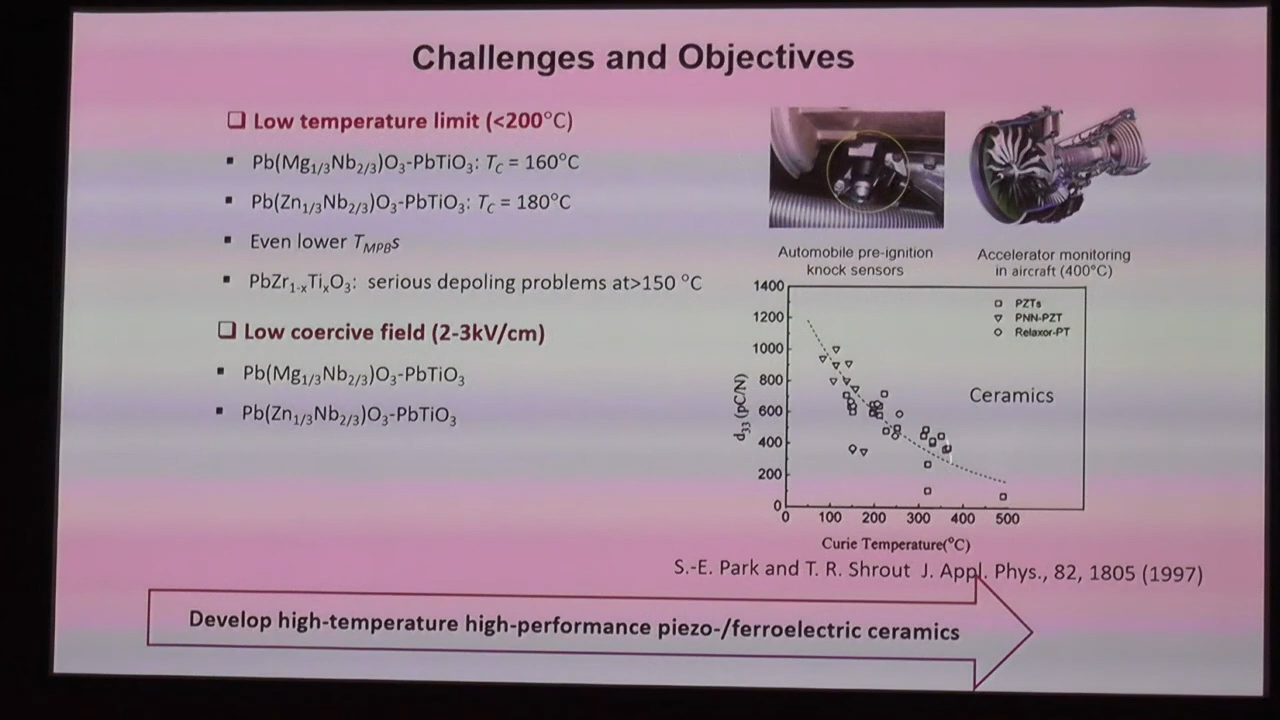 Challenges and Objectives
❑ Low temperature limit (<200°C)
▪ Pb(Mg1/3Nb2/3)O3-PbTiO3: TC = 160°C
▪ Pb(Zn1/3Nb2/3)O3-PbTiO3: TC = 180°C
▪ Even lower TMPBs
▪ PbZr1-xTixO3: serious depoling problems at>150 °C
❑ Low coercive field (2-3kV/cm)
▪ Pb(Mg1/3Nb2/3)O3-PbTiO3
▪ Pb(Zn1/3Nb2/3)O3-PbTiO3
Automobile pre-ignition
knock sensors
Accelerator monitoring
in aircraft (400°C)
1400
1200
1000
800
600
400
200
0
d33 (pC/N)
PZTs
PNN-PZT
Relaxor-PT
Ceramics
0 100 200 300 400 500
Curie Temperature(°C)
S.-E. Park and T. R. Shrout J. Appl. Phys., 82, 1805 (1997)
Develop high-temperature high-performance piezo-/ferroelectric ceramics